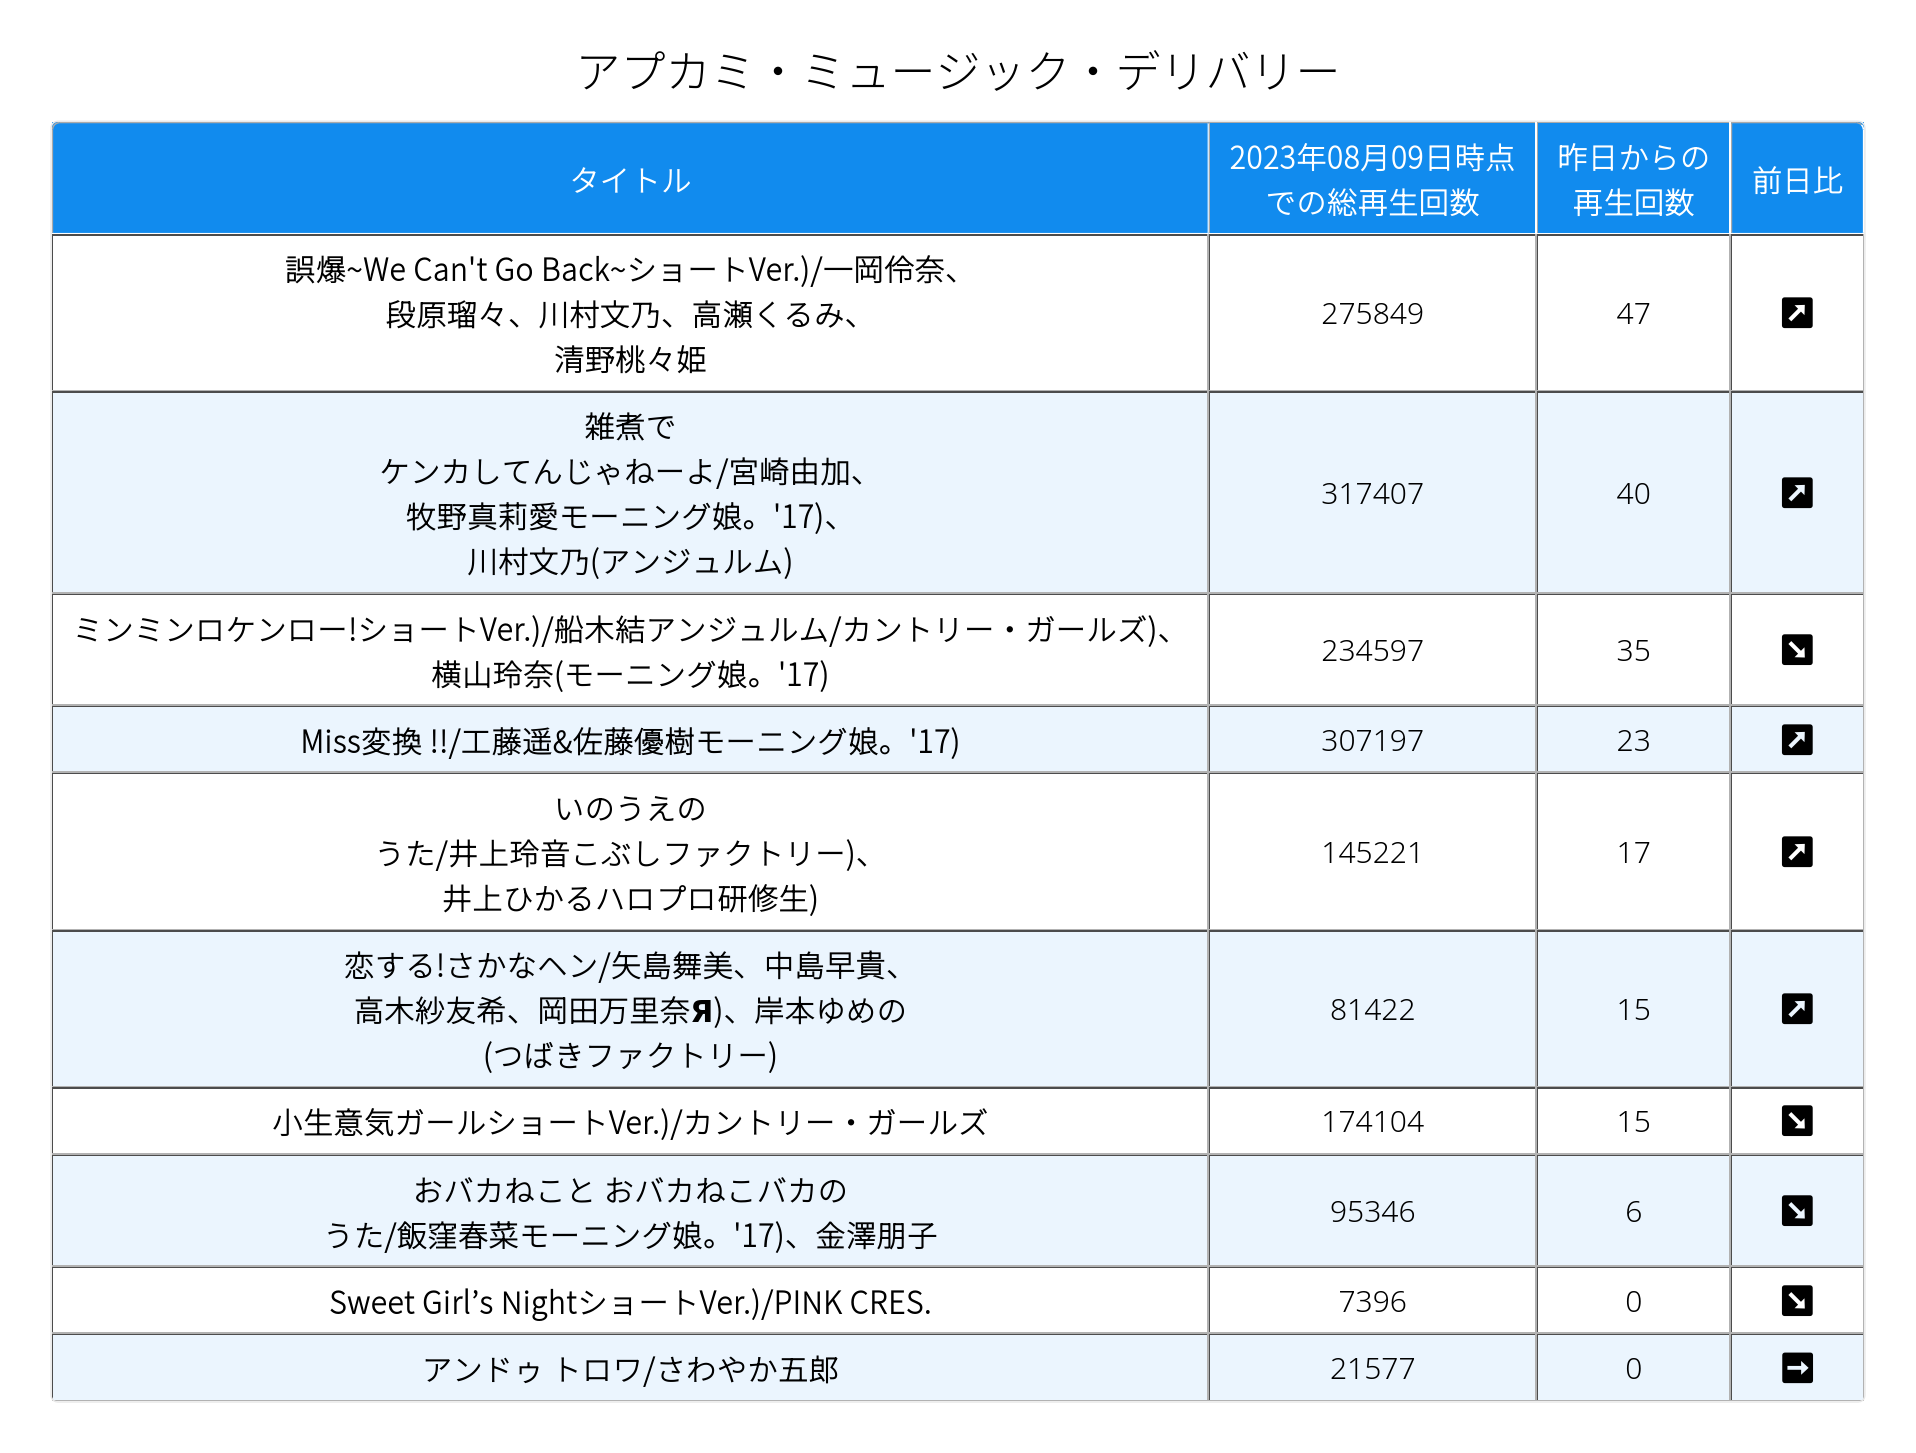 アプカミ・ミュージック・デリバリー
タイトル
2023年08月09日時点
での総再生回数
昨日からの
再生回数
前日比
誤爆~We Can't Go Back~ショートVer.)/一岡伶奈、
段原瑠々、川村文乃、高瀬くるみ、
清野桃々姫
275849
47
雑煮で
ケンカしてんじゃねーよ/宮崎由加、
牧野真莉愛モーニング娘。'17)、
川村文乃(アンジュルム)
317407
40
ミンミンロケンロー!ショートVer.)/船木結アンジュルム/カントリー・ガールズ)、
横山玲奈(モーニング娘。'17)
234597
35
Miss変換 !!/工藤遥&佐藤優樹モーニング娘。'17)
307197
23
いのうえの
うた/井上玲音こぶしファクトリー)、
井上ひかるハロプロ研修生)
145221
17
恋する!さかなヘン/矢島舞美、中島早貴、
高木紗友希、岡田万里奈Я)、岸本ゆめの
(つばきファクトリー)
81422
15
小生意気ガールショートVer.)/カントリー・ガールズ
174104
15
おバカねこと おバカねこバカの
うた/飯窪春菜モーニング娘。'17)、金澤朋子
95346
6
Sweet Girl’s NightショートVer.)/PINK CRES.
7396
0
アンドゥ トロワ/さわやか五郎
21577
0